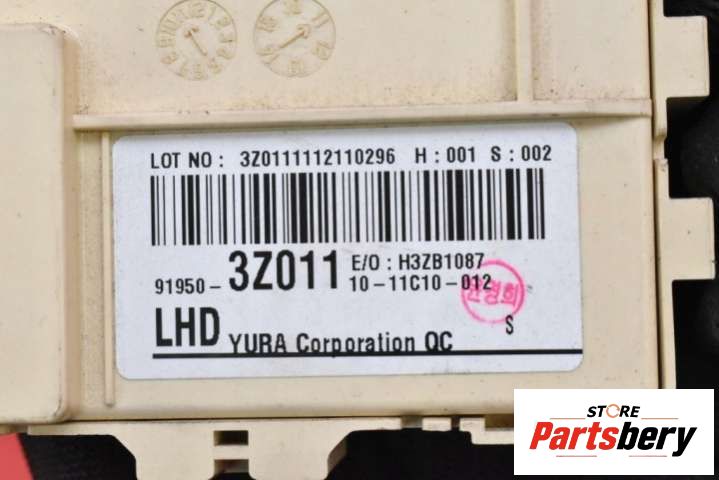 LOT NO : 3Z0111112110296 H : 001 S : 002
91950- 3Z011 E/O : H3ZB1087
10-11C10-012
LHD YURA Corporation QC S
STORE
Partsbery